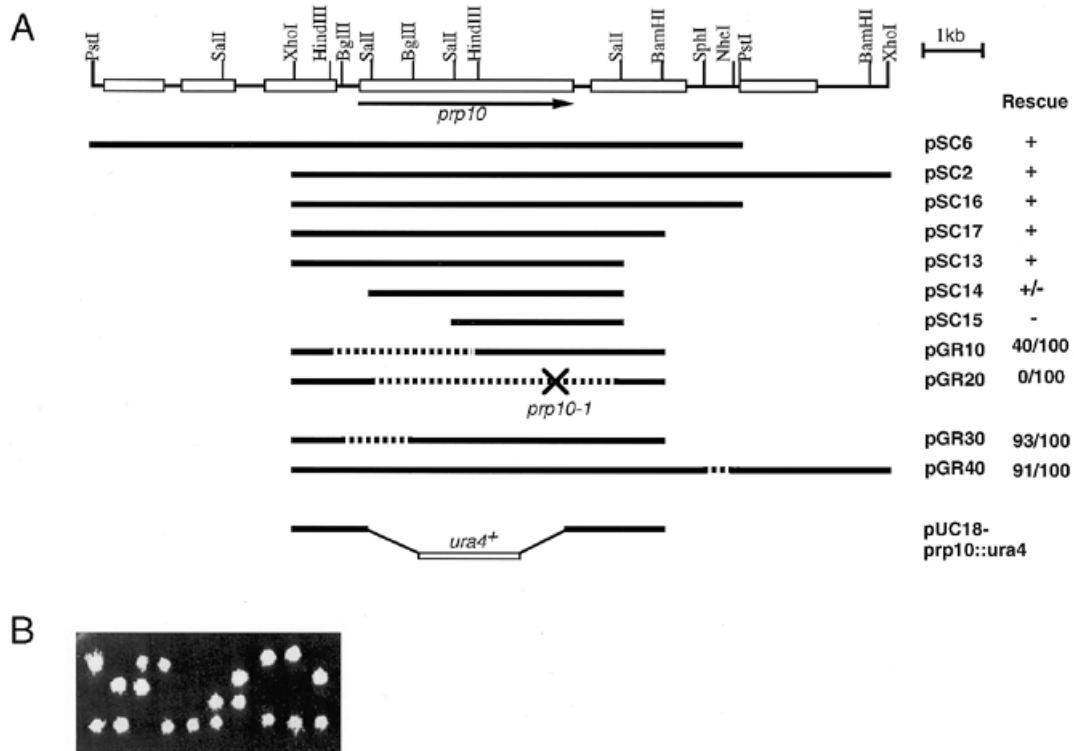 A
PstI SalI XhoI HindIII BglII SalI BglII SalI HindIII SalI BamHI SphI NheI PstI BamHI XhoI
1kb
prp10
Rescue
pSC6 +
pSC2 +
pSC16 +
pSC17 +
pSC13 +
pSC14 +/-
pSC15 -
pGR10 40/100
pGR20 0/100
prp10-1
pGR30 93/100
pGR40 91/100
ura4+
pUC18-
prp10::ura4
B